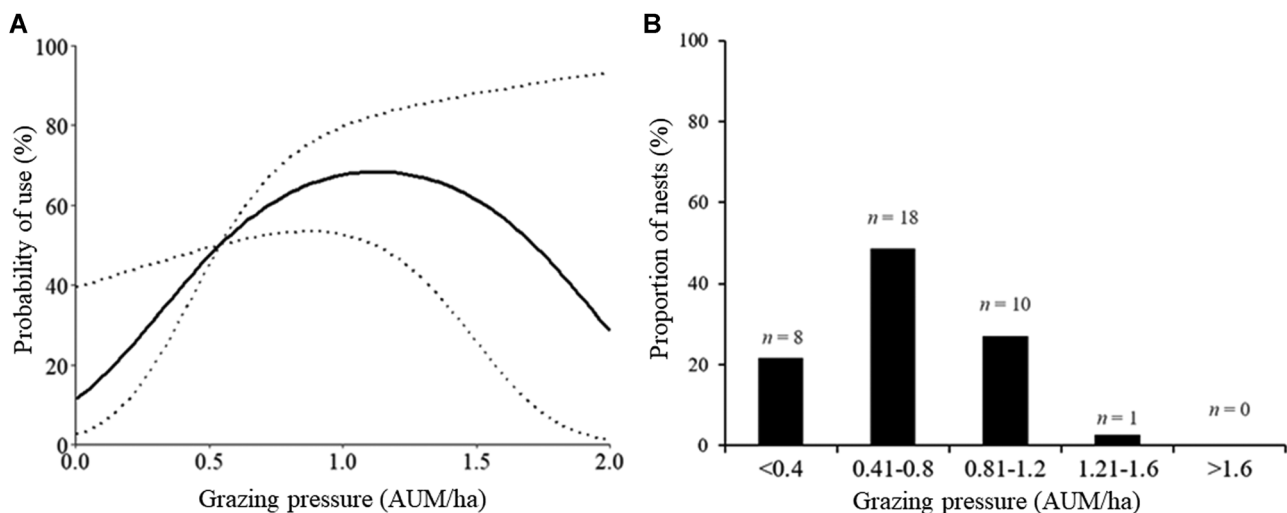 A
100
80
60
40
20
0
Probability of use (%)
0.0 0.5 1.0 1.5 2.0
Grazing pressure (AUM/ha)
B
100
80
60
40
20
0
Proportion of nests (%)
n = 8
n = 18
n = 10
n = 1
n = 0
<0.4 0.41-0.8 0.81-1.2 1.21-1.6 >1.6
Grazing pressure (AUM/ha)